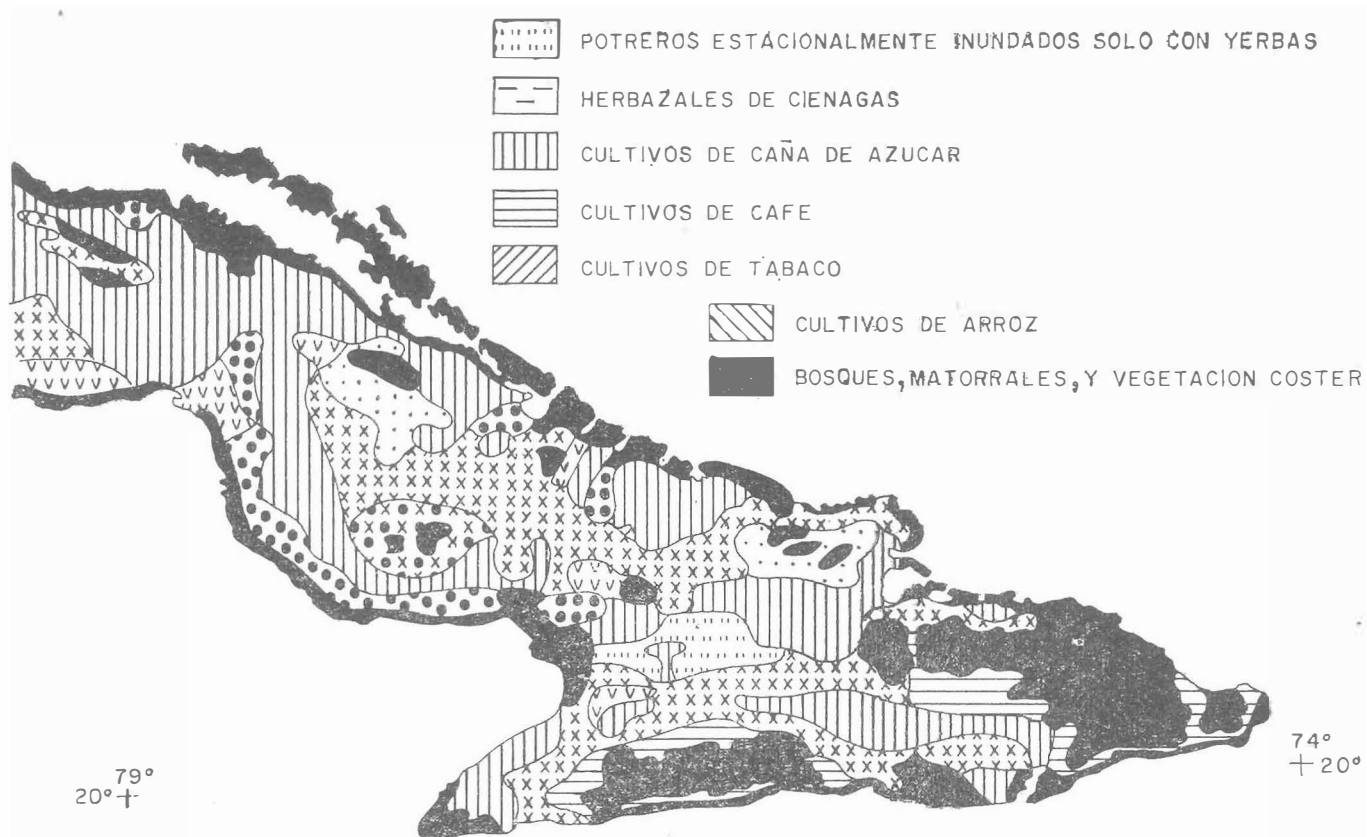 POTREROS ESTACIONALMENTE INUNDADOS SOLO CON YERBAS
HERBAZALES DE CIENAGAS
CULTIVOS DE CAÑA DE AZUCAR
CULTIVOS DE CAFE
CULTIVOS DE TABACO
CULTIVOS DE ARROZ
BOSQUES, MATORRALES, Y VEGETACION COSTER
79°
20°
74°
20°